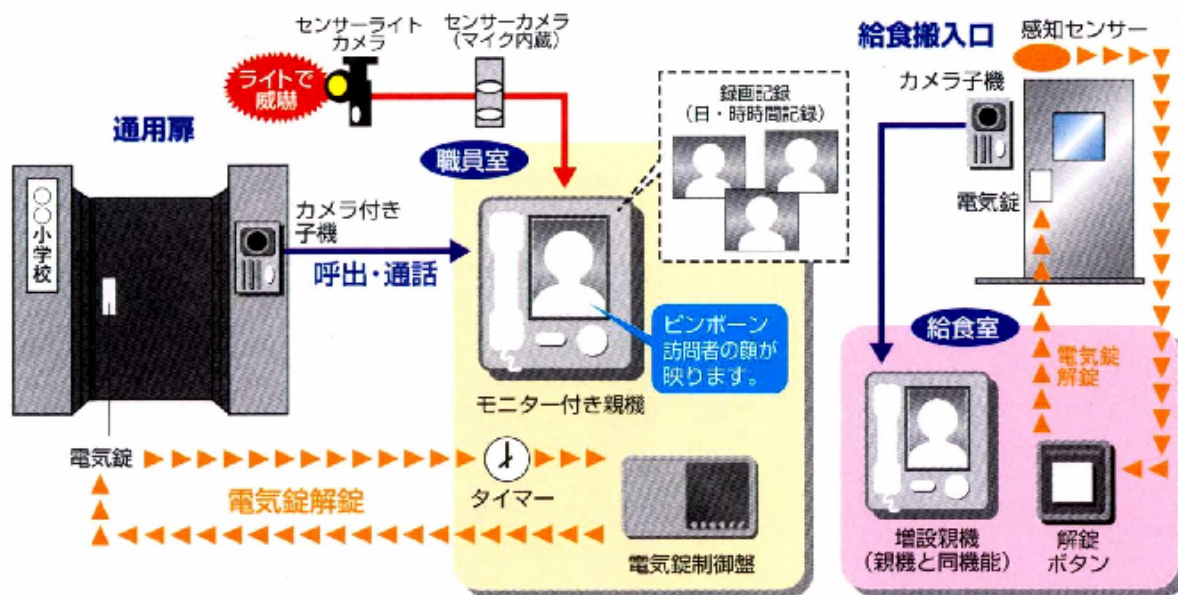 センサーライト
カメラ
センサーカメラ
(マイク内蔵)
ライトで
威嚇
通用扉
○○小学校
カメラ付き
子機
呼出・通話
職員室
録画記録
(日・時時間記録)
ピンポーン
訪問者の顔が
映ります。
モニター付き親機
電気錠
タイマー
電気錠解錠
電気錠制御盤
給食搬入口
感知センサー
カメラ子機
電気錠
給食室
電気錠
解錠
増設親機
(親機と同機能)
解錠
ボタン